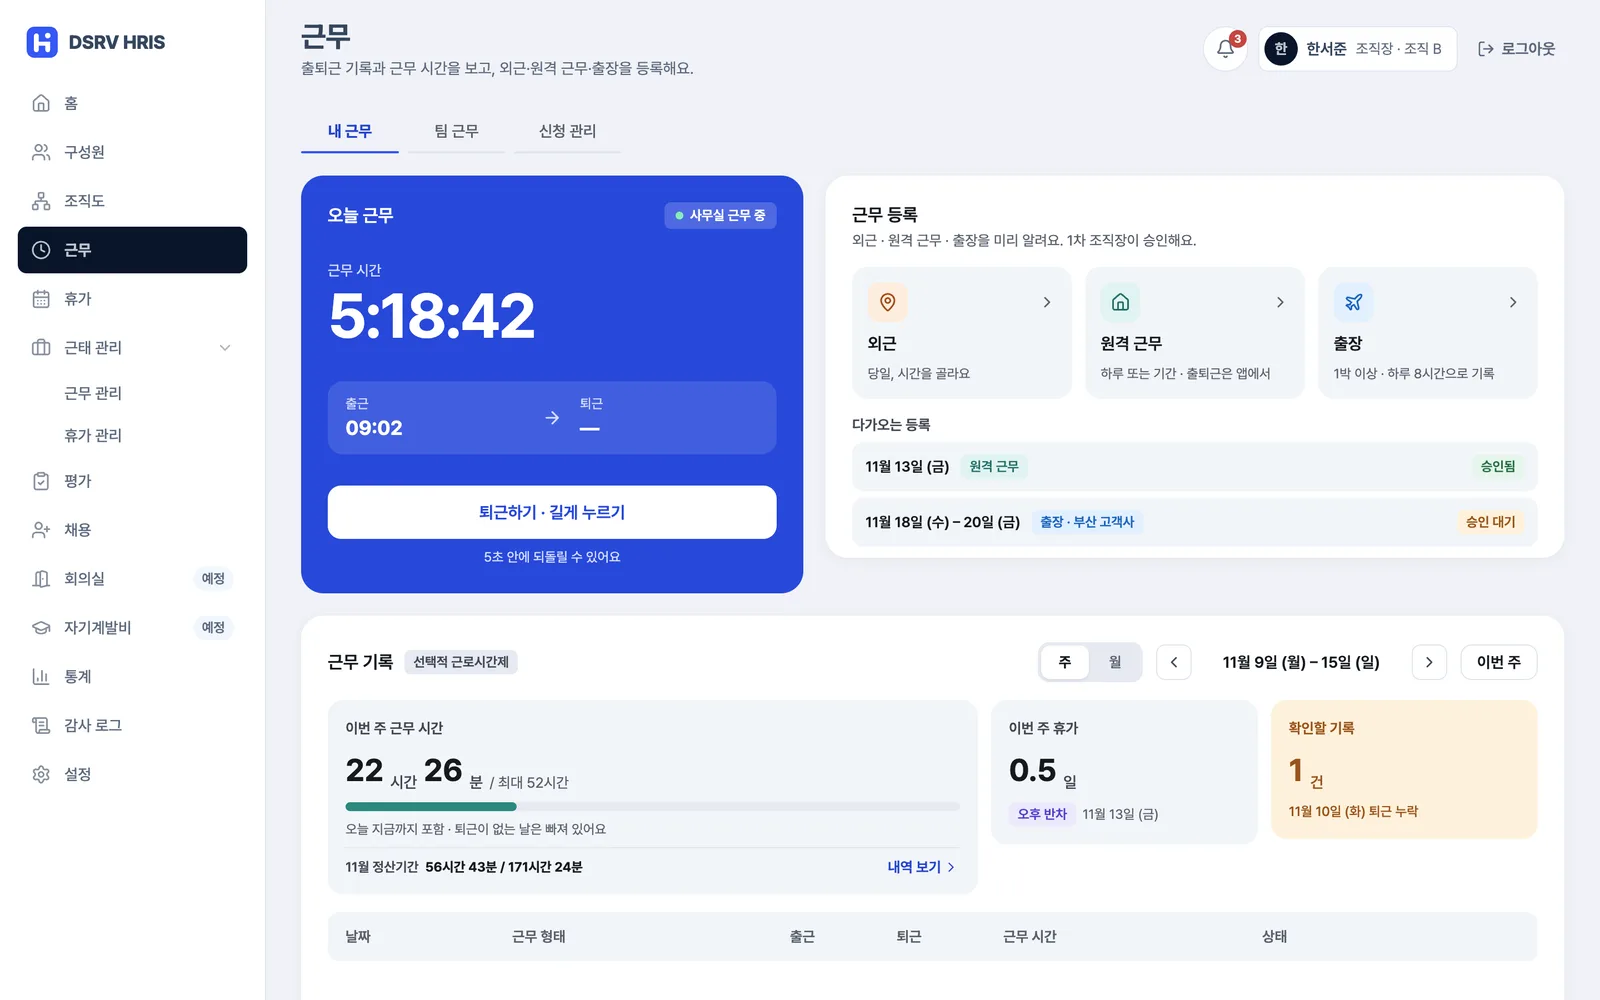 DSRV HRIS
홈
구성원
조직도
근무
휴가
근태 관리
근무 관리
휴가 관리
평가
채용
회의실 예정
자기계발비 예정
통계
감사 로그
설정
근무
출퇴근 기록과 근무 시간을 보고, 외근·원격 근무·출장을 등록해요.
3
한 한서준 조직장 · 조직 B
로그아웃
내 근무 팀 근무 신청 관리
오늘 근무 사무실 근무 중
근무 시간
5:18:42
출근 퇴근
09:02 → —
퇴근하기 · 길게 누르기
5초 안에 되돌릴 수 있어요
근무 등록
외근 · 원격 근무 · 출장을 미리 알려요. 1차 조직장이 승인해요.
외근
당일, 시간을 골라요
원격 근무
하루 또는 기간 · 출퇴근은 앱에서
출장
1박 이상 · 하루 8시간으로 기록
다가오는 등록
11월 13일 (금) 원격 근무 승인됨
11월 18일 (수) – 20일 (금) 출장 · 부산 고객사 승인 대기
근무 기록 선택적 근로시간제
주 월 11월 9일 (월) – 15일 (일) 이번 주
이번 주 근무 시간
22 시간 26 분 / 최대 52시간
오늘 지금까지 포함 · 퇴근이 없는 날은 빠져 있어요
11월 정산기간 56시간 43분 / 171시간 24분 내역 보기
이번 주 휴가
0.5 일
오후 반차 11월 13일 (금)
확인할 기록
1 건
11월 10일 (화) 퇴근 누락
날짜 근무 형태 출근 퇴근 근무 시간 상태